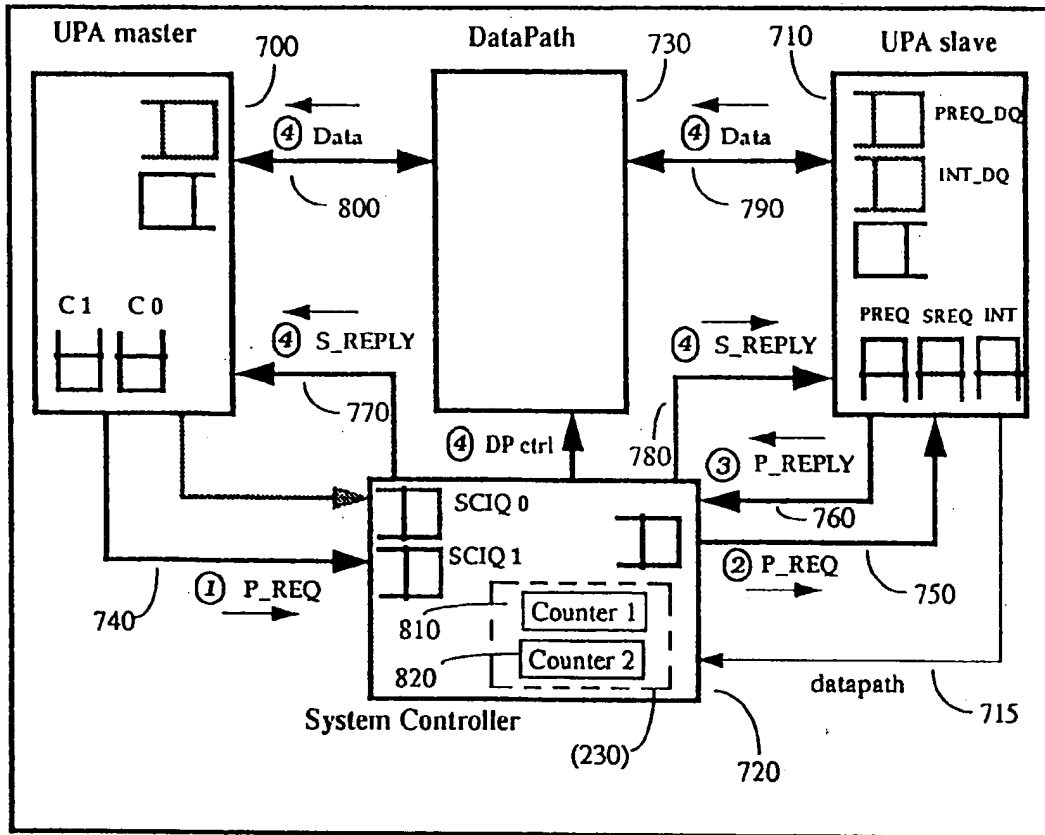 UPA master
DataPath
UPA slave
700
730
710
④ Data
④ Data
PREQ_DQ
INT_DQ
800
790
C 1
C 0
④ S_REPLY
④ S_REPLY
PREQ
SREQ
INT
770
④ DP ctrl
780
③ P_REPLY
760
SCIQ 0
SCIQ 1
① P_REQ
② P_REQ
740
750
810
Counter 1
820
Counter 2
datapath
715
System Controller
(230)
720